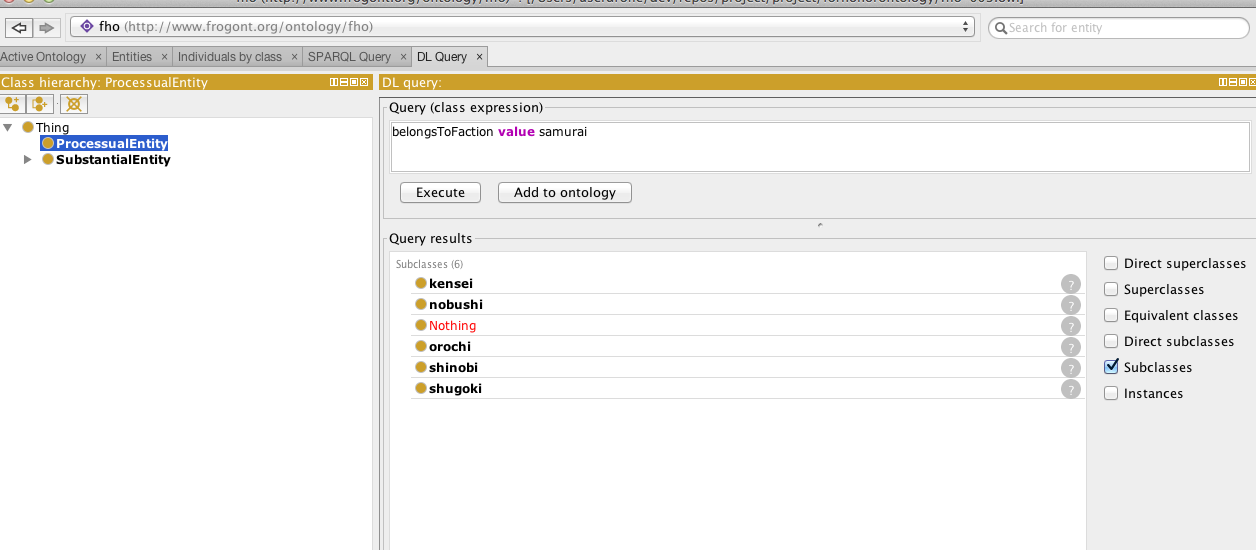 fho (http://www.frogont.org/ontology/fho)
Search for entity
Active Ontology × Entities × Individuals by class × SPARQL Query × DL Query ×
Class hierarchy: ProcessualEntity
Thing
ProcessualEntity
SubstantialEntity
DL query:
Query (class expression)
belongsToFaction value samurai
Execute Add to ontology
Query results
Subclasses (6)
kensei ?
nobushi ?
Nothing ?
orochi ?
shinobi ?
shugoki ?
Direct superclasses
Superclasses
Equivalent classes
Direct subclasses
Subclasses
Instances